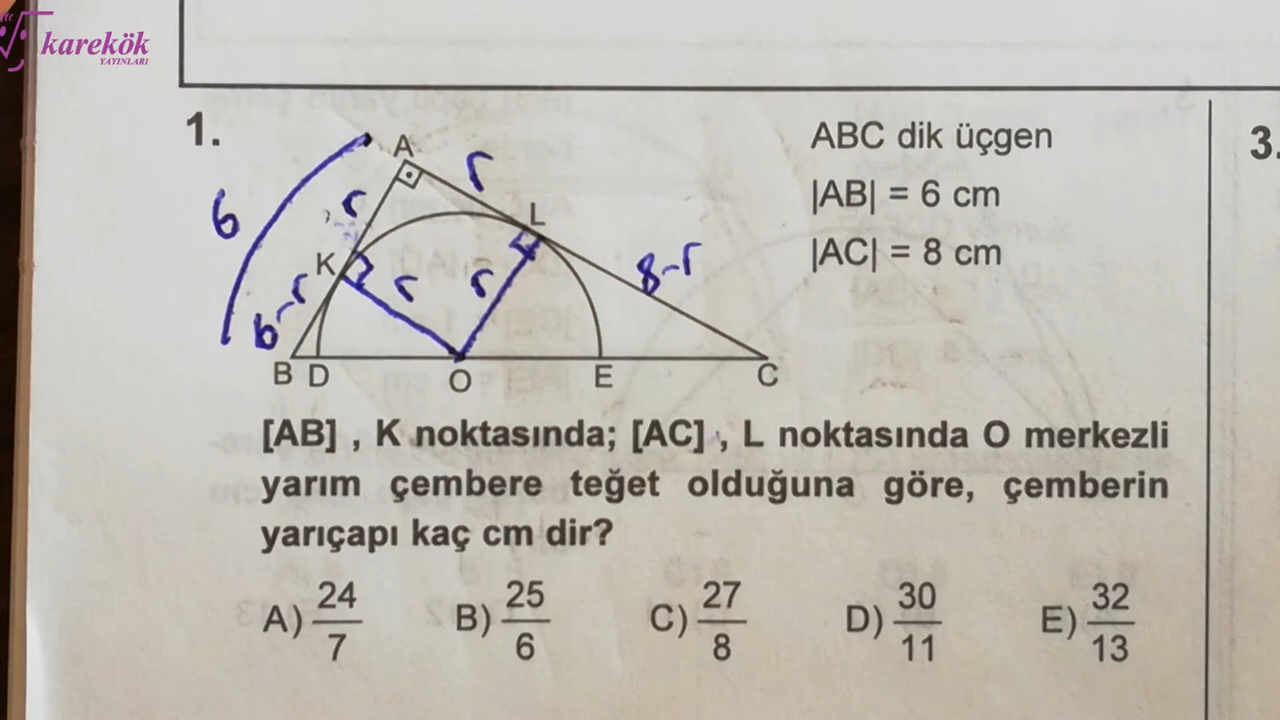 karekök
YAYINLARI
1.
ABC dik üçgen
|AB| = 6 cm
|AC| = 8 cm
3.
A
r
6
r
L
K
r
r
8-r
6-r
B D
O
E
C
[AB] , K noktasında; [AC] , L noktasında O merkezli
yarım çembere teğet olduğuna göre, çemberin
yarıçapı kaç cm dir?
A) 24/7 B) 25/6 C) 27/8 D) 30/11 E) 32/13